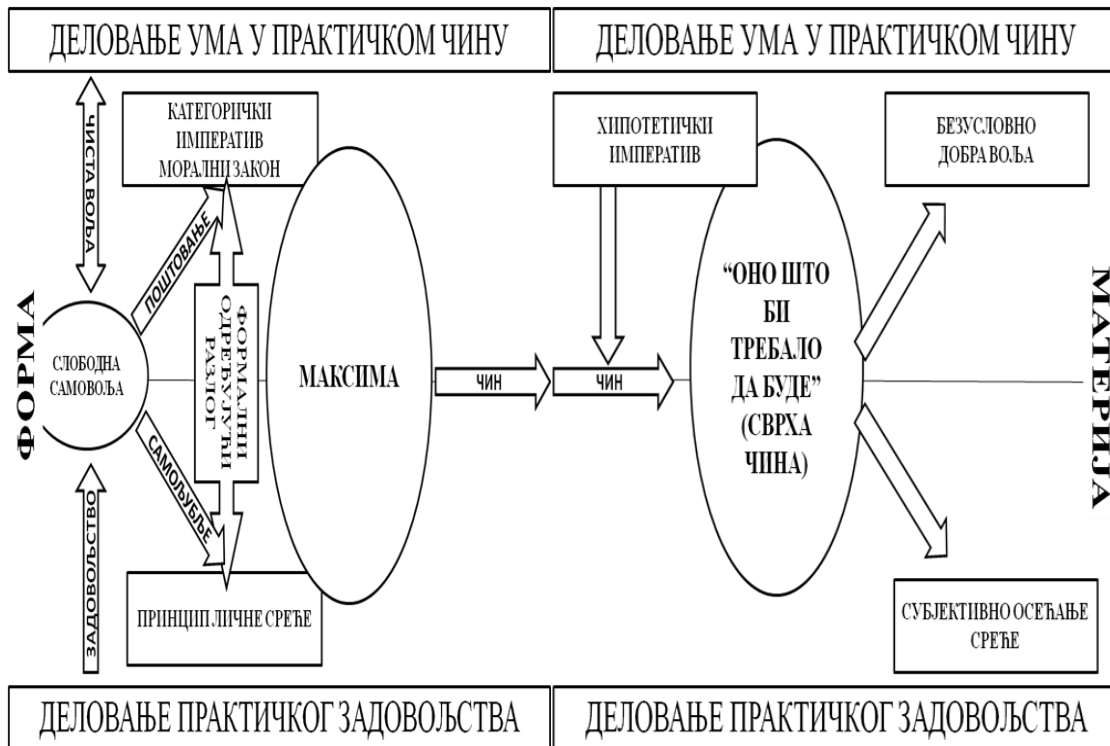 ДЕЛОВАЊЕ УМА У ПРАКТИЧКОМ ЧИНУ
ДЕЛОВАЊЕ УМА У ПРАКТИЧКОМ ЧИНУ
ФОРМА
ЧИСТА ВОЉА
КАТЕГОРИЧКИ
ИМПЕРАТИВ
МОРАЛНИ ЗАКОН
ПОШТОВАЊЕ
СЛОБОДНА
САМОВОЉА
ФОРМАЛНИ
ОДРЕЂУЈУЋИ
РАЗЛОГ
САМОЉУБЉЕ
ЗАДОВОЉСТВО
ПРИНЦИП ЛИЧНЕ СРЕЋЕ
МАКСИМА
ЧИН
ЧИН
ХИПОТЕТИЧКИ
ИМПЕРАТИВ
“ОНО ШТО
БИ
ТРЕБАЛО
ДА БУДЕ”
(СВРХА
ЧИНА)
БЕЗУСЛОВНО
ДОБРА ВОЉА
МАТЕРИЈА
СУБЈЕКТИВНО ОСЕЋАЊЕ
СРЕЋЕ
ДЕЛОВАЊЕ ПРАКТИЧКОГ ЗАДОВОЉСТВА
ДЕЛОВАЊЕ ПРАКТИЧКОГ ЗАДОВОЉСТВА